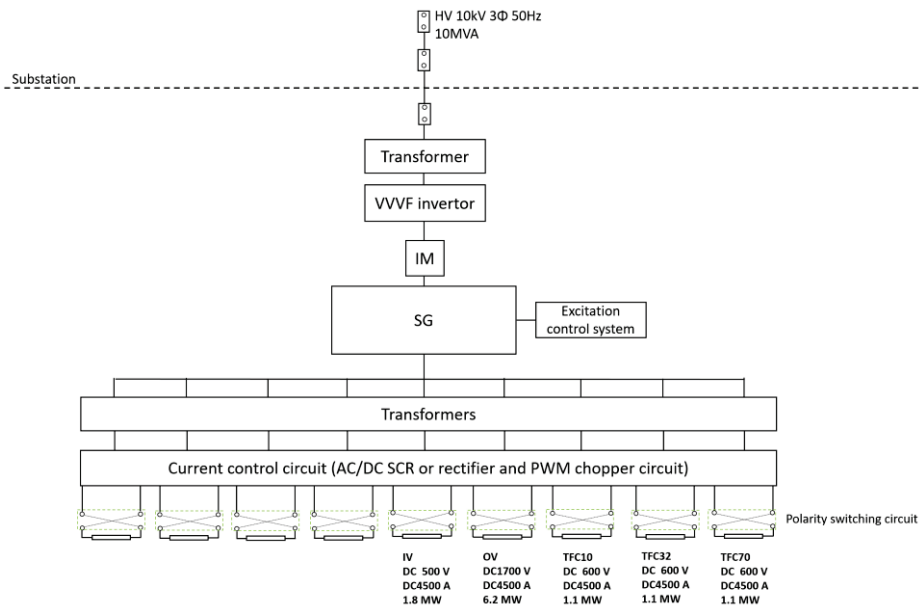 HV 10kV 3Φ 50Hz
10MVA
Substation
Transformer
VVVF invertor
IM
SG
Excitation
control system
Transformers
Current control circuit (AC/DC SCR or rectifier and PWM chopper circuit)
Polarity switching circuit
IV
DC 500 V
DC4500 A
1.8 MW
OV
DC1700 V
DC4500 A
6.2 MW
TFC10
DC 600 V
DC4500 A
1.1 MW
TFC32
DC 600 V
DC4500 A
1.1 MW
TFC70
DC 600 V
DC4500 A
1.1 MW